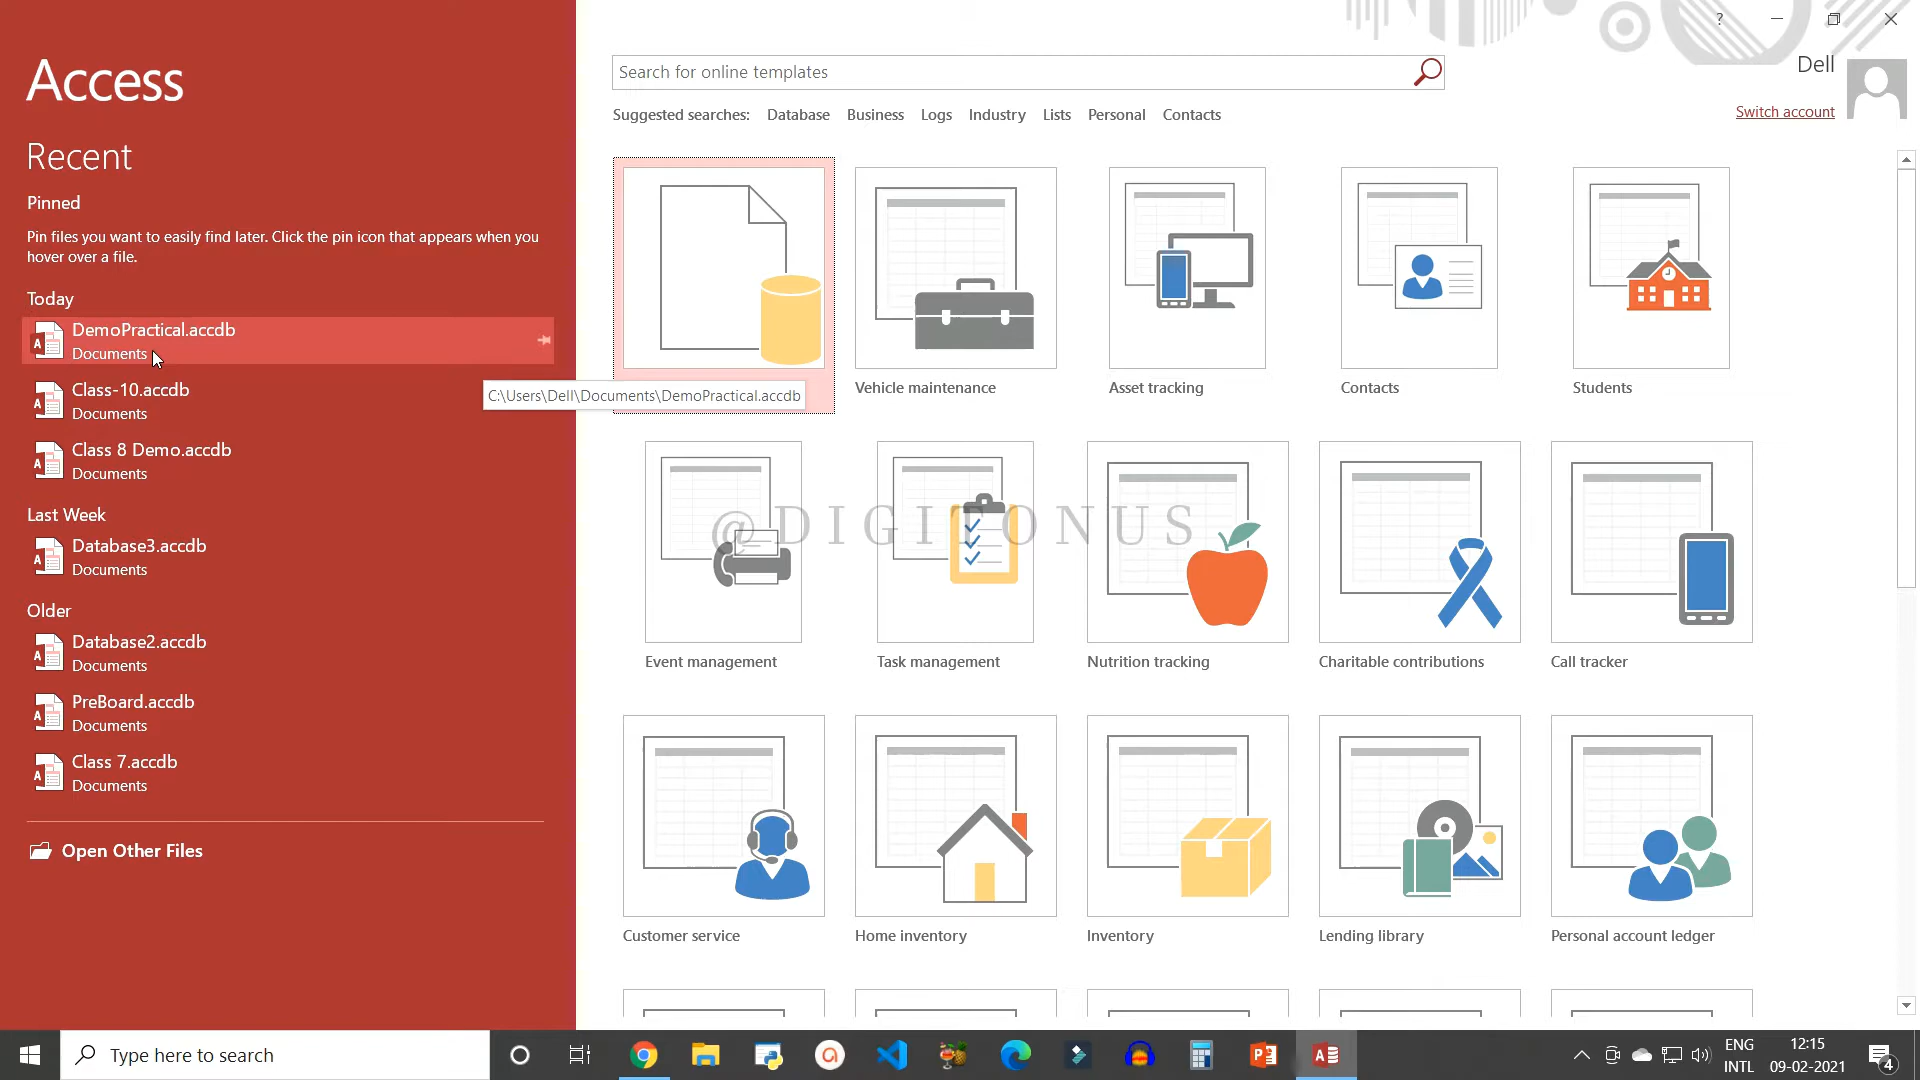 Access
Recent
Pinned
Pin files you want to easily find later. Click the pin icon that appears when you
hover over a file.
Today
DemoPractical.accdb
Documents
Class-10.accdb
Documents
Class 8 Demo.accdb
Documents
Last Week
Database3.accdb
Documents
Older
Database2.accdb
Documents
PreBoard.accdb
Documents
Class 7.accdb
Documents
Open Other Files
?
Search for online templates
Dell
Switch account
Suggested searches: Database Business Logs Industry Lists Personal Contacts
C:\Users\Dell\Documents\DemoPractical.accdb
Vehicle maintenance
Asset tracking
Contacts
Students
@DIGITONUS
Event management
Task management
Nutrition tracking
Charitable contributions
Call tracker
Customer service
Home inventory
Inventory
Lending library
Personal account ledger
Type here to search
ENG
INTL
12:15
09-02-2021
4